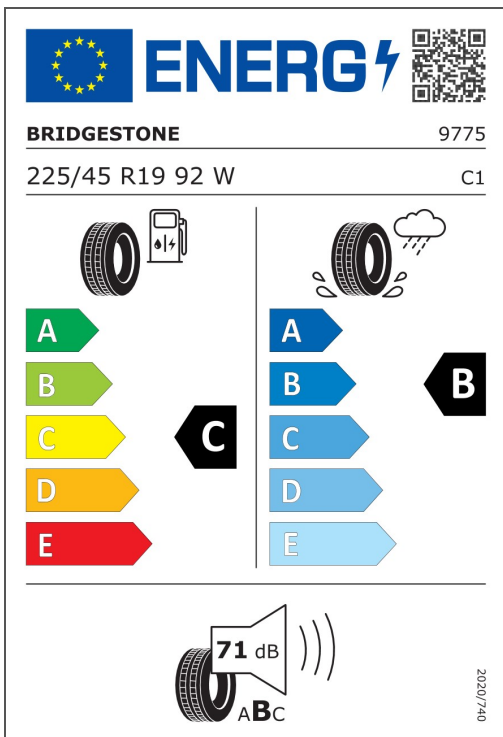 ENERG
BRIDGESTONE 9775
225/45 R19 92 W C1
A A
B B B
C C C
D D
E E
71 dB
ABC
2020/740